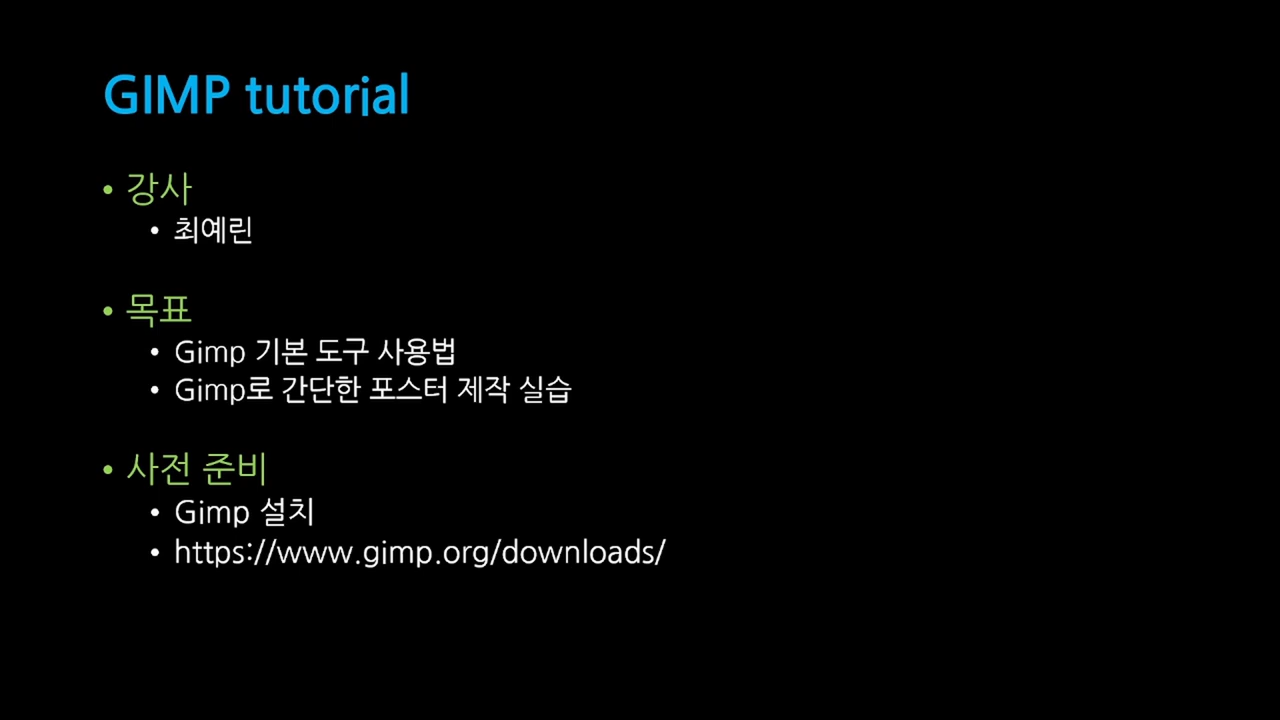 GIMP tutorial
• 강사
• 최예린
• 목표
• Gimp 기본 도구 사용법
• Gimp로 간단한 포스터 제작 실습
• 사전 준비
• Gimp 설치
• https://www.gimp.org/downloads/